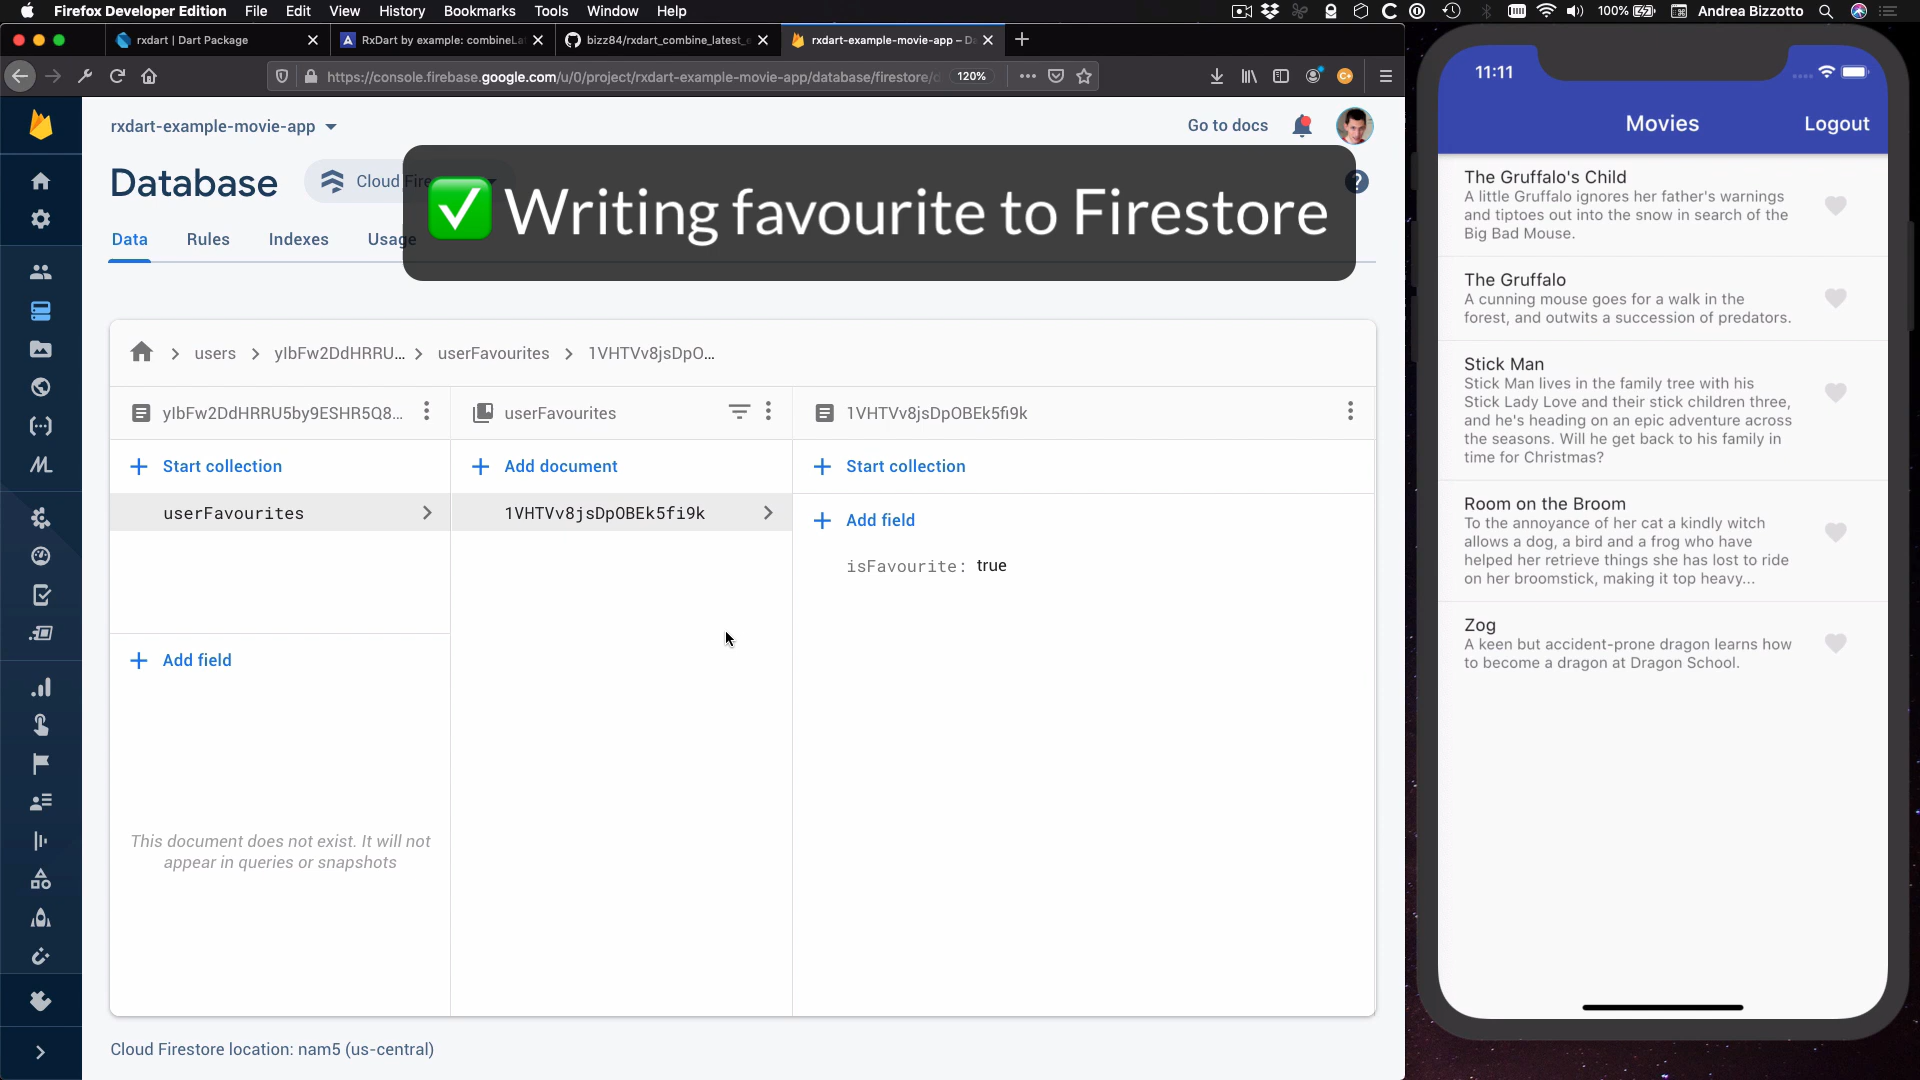 Firefox Developer Edition File Edit View History Bookmarks Tools Window Help 100% Andrea Bizzotto
rxdart | Dart Package
RxDart by example: combineLa
bizz84/rxdart_combine_latest_
rxdart-example-movie-app – D
https://console.firebase.google.com/u/0/project/rxdart-example-movie-app/database/firestore/d 120%
rxdart-example-movie-app
Go to docs
Database
Cloud Fire
✅ Writing favourite to Firestore
?
Data Rules Indexes Usage
users > ylbFw2DdHRRU... > userFavourites > 1VHTVv8jsDpO...
ylbFw2DdHRRU5by9ESHR5Q8...
userFavourites
1VHTVv8jsDpOBEk5fi9k
+ Start collection
+ Add document
+ Start collection
userFavourites
1VHTVv8jsDpOBEk5fi9k
+ Add field
isFavourite: true
+ Add field
This document does not exist. It will not
appear in queries or snapshots
Cloud Firestore location: nam5 (us-central)
11:11
Movies
Logout
The Gruffalo's Child
A little Gruffalo ignores her father's warnings
and tiptoes out into the snow in search of the
Big Bad Mouse.
The Gruffalo
A cunning mouse goes for a walk in the
forest, and outwits a succession of predators.
Stick Man
Stick Man lives in the family tree with his
Stick Lady Love and their stick children three,
and he's heading on an epic adventure across
the seasons. Will he get back to his family in
time for Christmas?
Room on the Broom
To the annoyance of her cat a kindly witch
allows a dog, a bird and a frog who have
helped her retrieve things she has lost to ride
on her broomstick, making it top heavy...
Zog
A keen but accident-prone dragon learns how
to become a dragon at Dragon School.